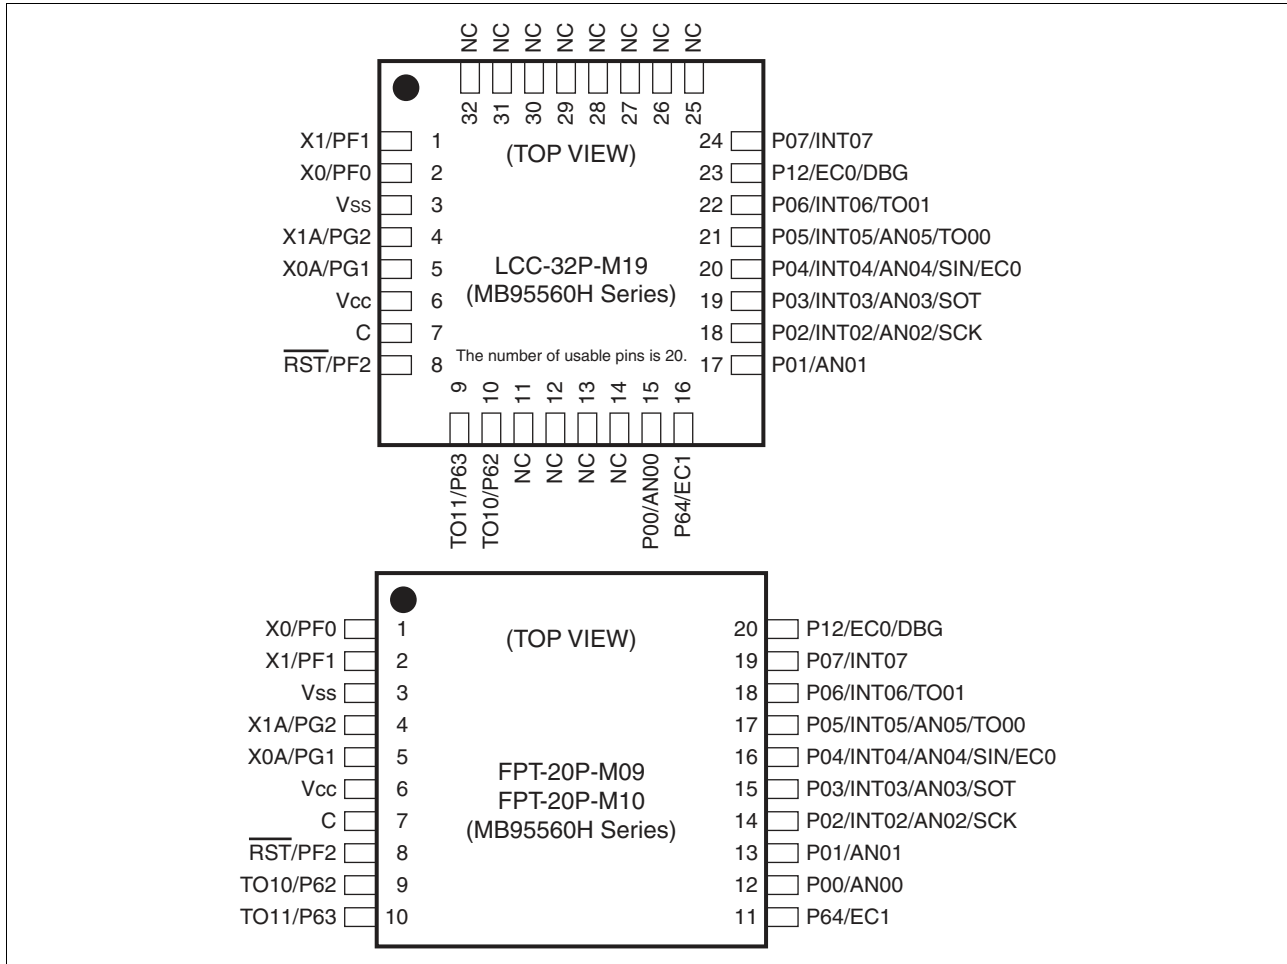 NC NC NC NC NC NC NC NC
32 31 30 29 28 27 26 25
(TOP VIEW)
X1/PF1 1
X0/PF0 2
Vss 3
X1A/PG2 4
X0A/PG1 5
Vcc 6
C 7
RST/PF2 8
24 P07/INT07
23 P12/EC0/DBG
22 P06/INT06/TO01
21 P05/INT05/AN05/TO00
20 P04/INT04/AN04/SIN/EC0
19 P03/INT03/AN03/SOT
18 P02/INT02/AN02/SCK
17 P01/AN01
LCC-32P-M19
(MB95560H Series)
The number of usable pins is 20.
9 10 11 12 13 14 15 16
TO11/P63 TO10/P62 NC NC NC NC P00/AN00 P64/EC1
(TOP VIEW)
X0/PF0 1
X1/PF1 2
Vss 3
X1A/PG2 4
X0A/PG1 5
Vcc 6
C 7
RST/PF2 8
TO10/P62 9
TO11/P63 10
20 P12/EC0/DBG
19 P07/INT07
18 P06/INT06/TO01
17 P05/INT05/AN05/TO00
16 P04/INT04/AN04/SIN/EC0
15 P03/INT03/AN03/SOT
14 P02/INT02/AN02/SCK
13 P01/AN01
12 P00/AN00
11 P64/EC1
FPT-20P-M09
FPT-20P-M10
(MB95560H Series)